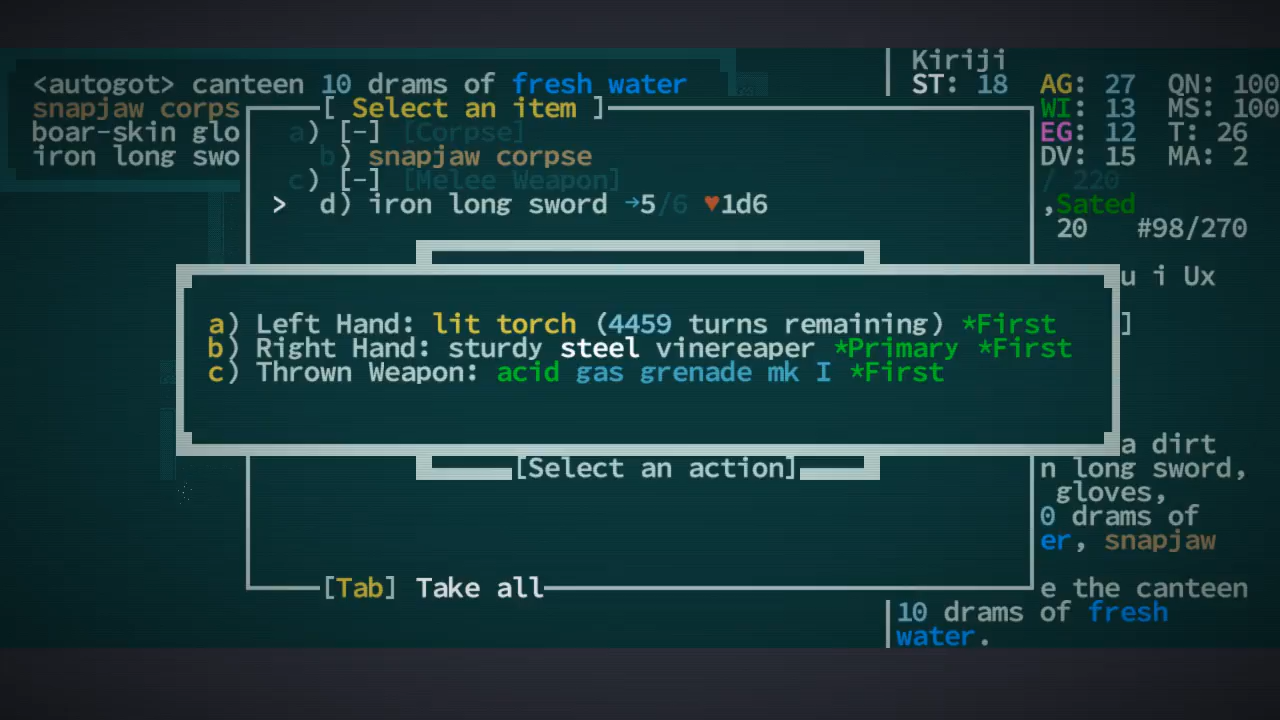 Kiriji
<autogot> canteen 10 drams of fresh water
ST: 18 AG: 27 QN: 100
snapjaw corps
[ Select an item ]
WI: 13 MS: 100
boar-skin glo
a) [-] [Corpse]
EG: 12 T: 26
iron long swo
b) snapjaw corpse
DV: 15 MA: 2
c) [-] [Melee Weapon]
/ 220
> d) iron long sword →5/6 ♥1d6
,Sated
20 #98/270
u i Ux
a) Left Hand: lit torch (4459 turns remaining) *First
]
b) Right Hand: sturdy steel vinereaper *Primary *First
c) Thrown Weapon: acid gas grenade mk I *First
a dirt
[Select an action]
n long sword,
gloves,
0 drams of
er, snapjaw
[Tab] Take all
e the canteen
10 drams of fresh
water.